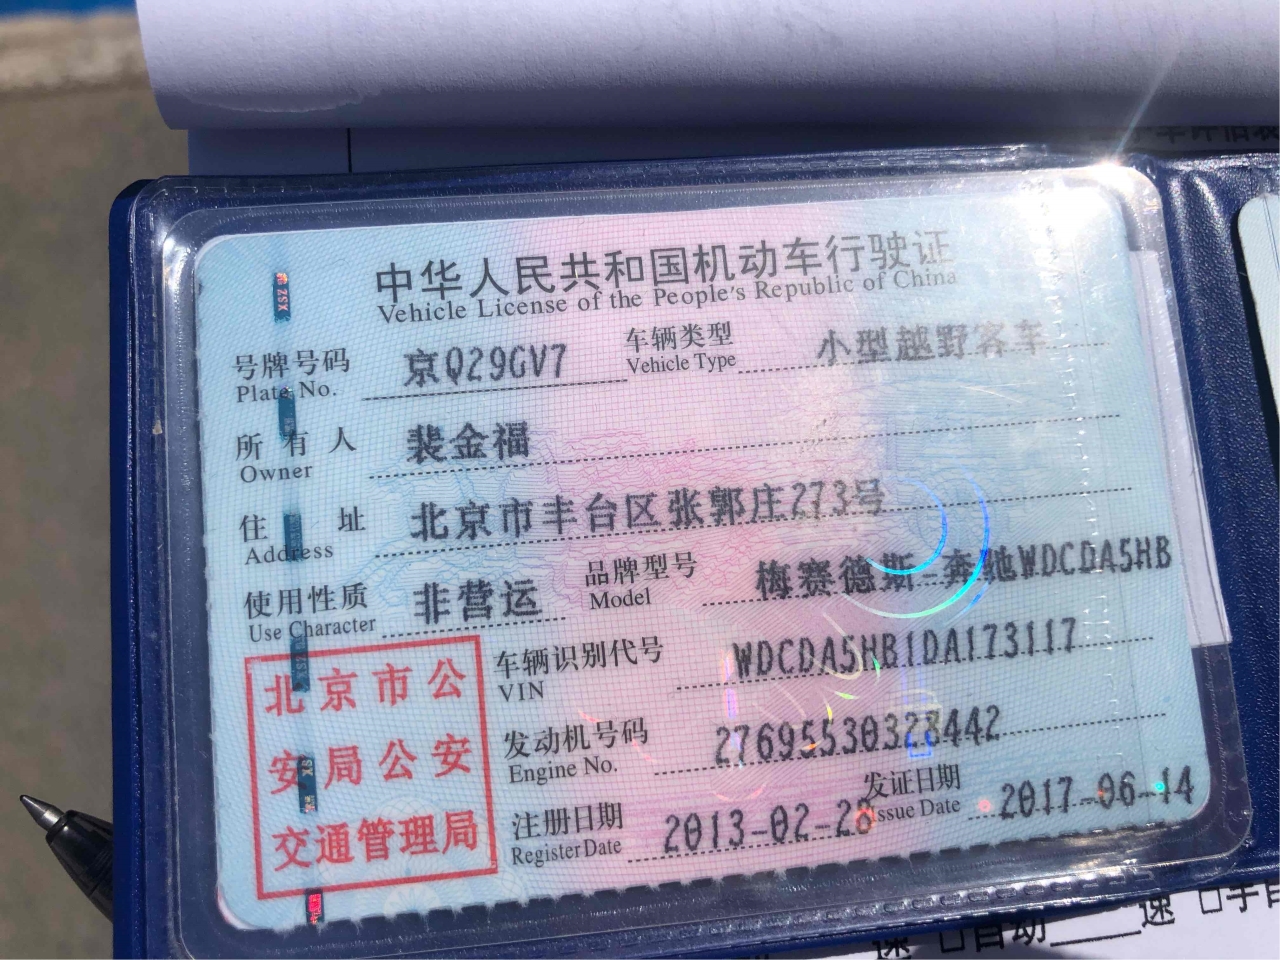 中华人民共和国机动车行驶证
Vehicle License of the People's Republic of China
号牌号码 京Q29GV7 车辆类型 小型越野客车
Plate No. Vehicle Type
所有人 裴金福
Owner
住址 北京市丰台区张郭庄273号
Address
使用性质 非营运 品牌型号 梅赛德斯-奔驰WDCDA5HB
Use Character Model
北京市公
安局公安
交通管理局
车辆识别代号 WDCDA5HB1DA173117
VIN
发动机号码 27695530323442
Engine No.
注册日期 2013-02-28 发证日期 2017-06-14
Register Date Issue Date
速 □自动 速 □手自